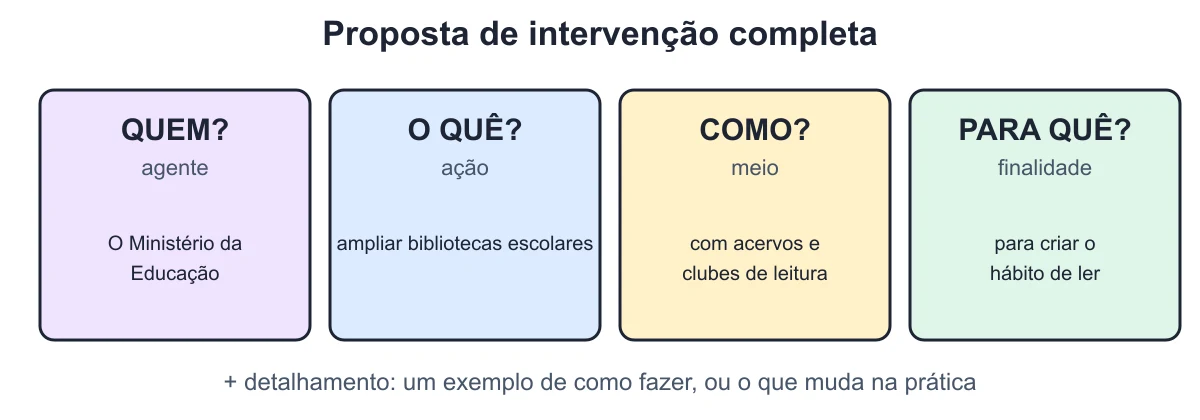 Proposta de intervenção completa
QUEM?
agente
O Ministério da
Educação
O QUÊ?
ação
ampliar bibliotecas escolares
COMO?
meio
com acervos e
clubes de leitura
PARA QUÊ?
finalidade
para criar o
hábito de ler
+ detalhamento: um exemplo de como fazer, ou o que muda na prática